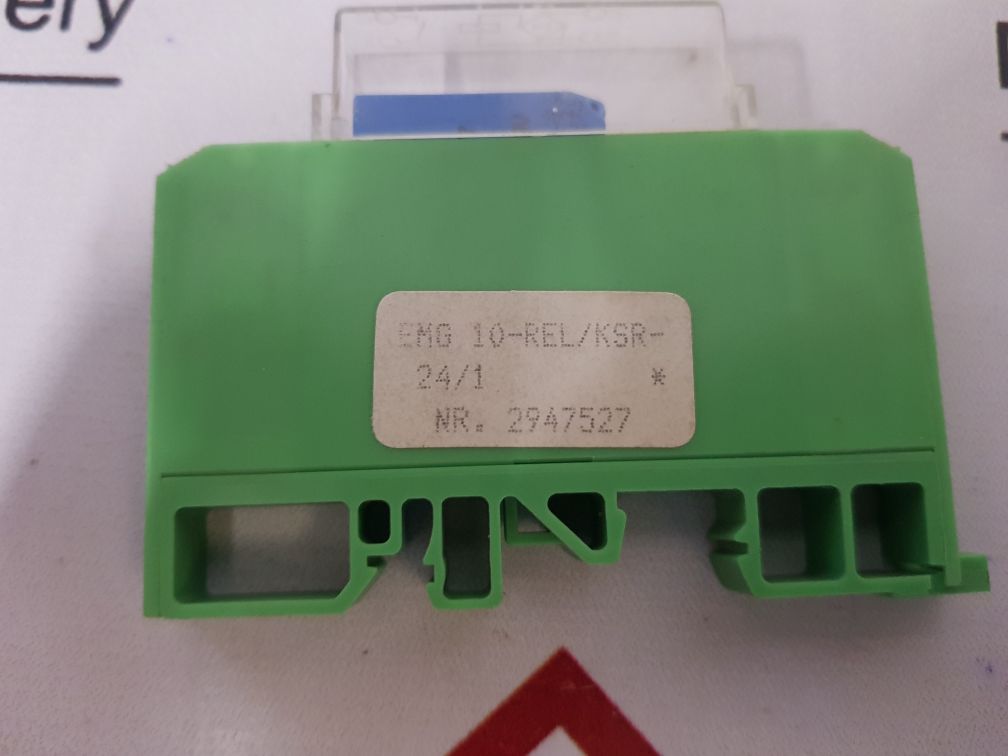 EMG 10-REL/KSR-
24/1 *
NR. 2947527